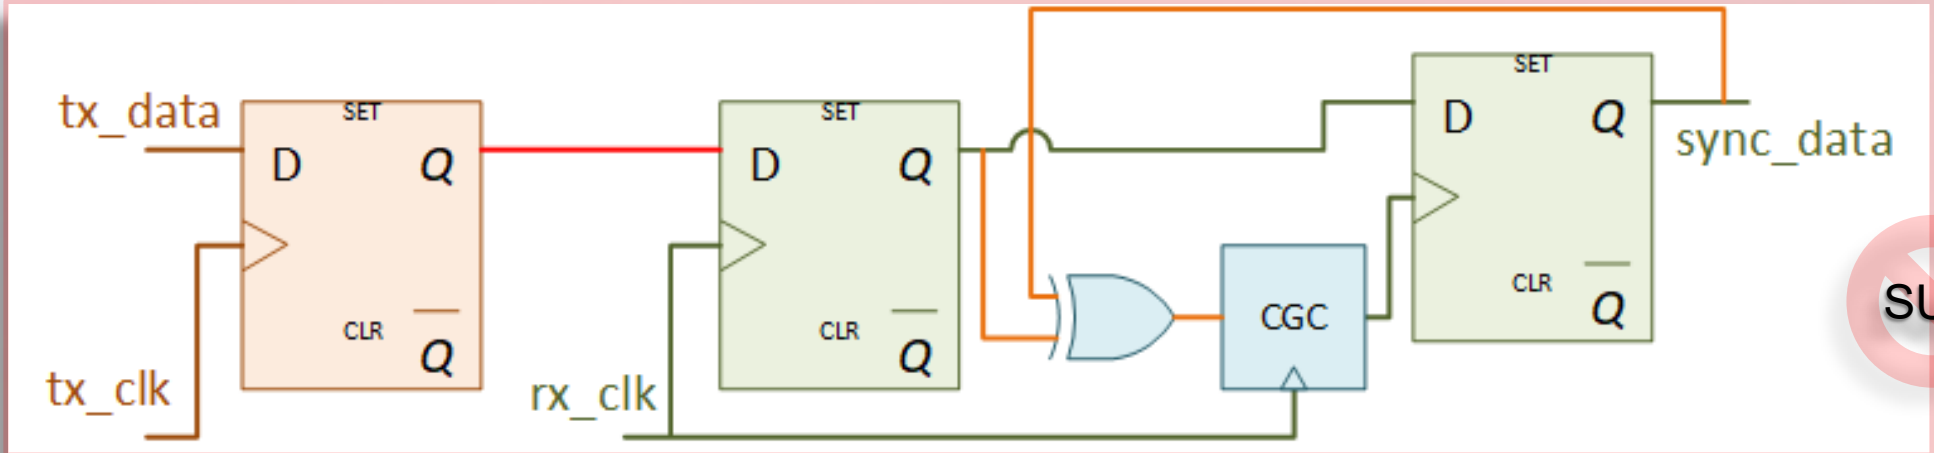 tx_data
SET
D
Q
CLR
Q
tx_clk
SET
D
Q
CLR
Q
rx_clk
CGC
SET
D
Q
CLR
Q
sync_data